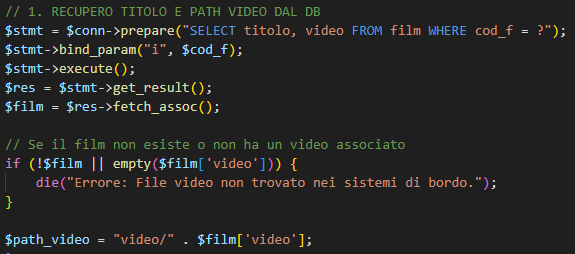 // 1. RECUPERO TITOLO E PATH VIDEO DAL DB
$stmt = $conn->prepare("SELECT titolo, video FROM film WHERE cod_f = ?");
$stmt->bind_param("i", $cod_f);
$stmt->execute();
$res = $stmt->get_result();
$film = $res->fetch_assoc();

// Se il film non esiste o non ha un video associato
if (!$film || empty($film['video'])) {
    die("Errore: File video non trovato nei sistemi di bordo.");
}

$path_video = "video/" . $film['video'];